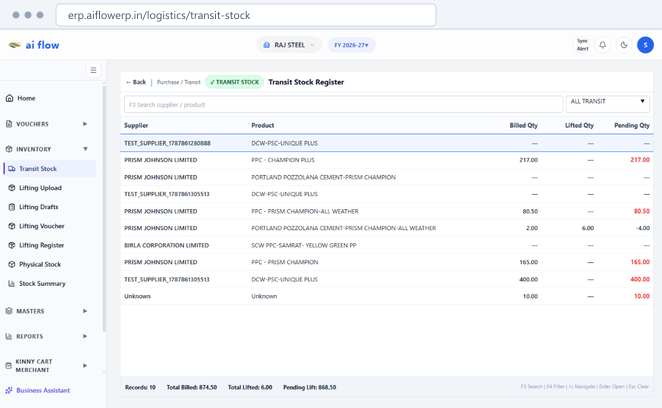 erp.aiflowerp.in/logistics/transit-stock
ai flow
RAJ STEEL
FY 2026-27
Sync
Alert
S
Home
VOUCHERS
INVENTORY
Transit Stock
Lifting Upload
Lifting Drafts
Lifting Voucher
Lifting Register
Physical Stock
Stock Summary
MASTERS
REPORTS
KINNY CART
MERCHANT
Business Assistant
← Back | Purchase / Transit ✓ TRANSIT STOCK Transit Stock Register
F3 Search supplier / product ALL TRANSIT
Supplier Product Billed Qty Lifted Qty Pending Qty
TEST_SUPPLIER_1787861280888 DCW-PSC-UNIQUE PLUS — — —
PRISM JOHNSON LIMITED PPC - CHAMPION PLUS 217.00 — 217.00
PRISM JOHNSON LIMITED PORTLAND POZZOLANA CEMENT-PRISM CHAMPION — — —
TEST_SUPPLIER_1787861305513 DCW-PSC-UNIQUE PLUS — — —
PRISM JOHNSON LIMITED PPC - PRISM CHAMPION-ALL WEATHER 80.50 — 80.50
PRISM JOHNSON LIMITED PORTLAND POZZOLANA CEMENT-PRISM CHAMPION-ALL WEATHER 2.00 6.00 -4.00
BIRLA CORPORATION LIMITED SCW PPC-SAMRAT- YELLOW GREEN PP — — —
PRISM JOHNSON LIMITED PPC - PRISM CHAMPION 165.00 — 165.00
TEST_SUPPLIER_1787861305513 DCW-PSC-UNIQUE PLUS 400.00 — 400.00
Unknown Unknown 10.00 — 10.00
Records: 10 Total Billed: 874.50 Total Lifted: 6.00 Pending Lift: 868.50
F3 Search | F4 Filter | ↑↓ Navigate | Enter Open | Esc Clear